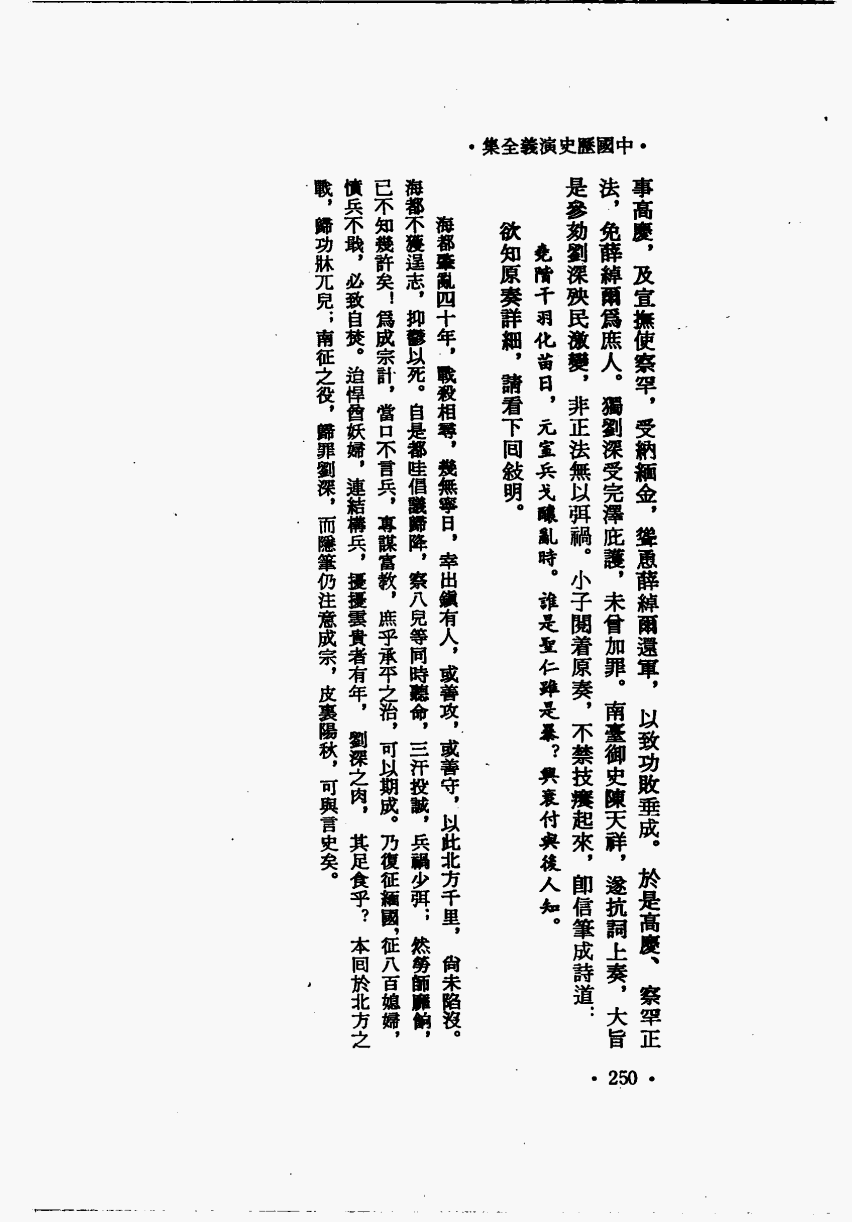 ·中國歷史演義全集·
事高慶，及宣撫使察罕，受納緬金，聳恿薛綽爾還軍，以致功敗垂成。於是高慶、察罕正
法，免薛綽爾爲庶人。獨劉深受完澤庇護，未曾加罪。南臺御史陳天祥，遂抗詞上奏，大旨
是參劾劉深殃民激變，非正法無以弭禍。小子閱着原奏，不禁技癢起來，卽信筆成詩道：
堯階干羽化苗日，元室兵戈釀亂時。誰是聖仁誰是暴？興衰付與後人知。
欲知原奏詳細，請看下回敍明。
海都肇亂四十年，戰殺相尋，幾無寧日，幸出鎭有人，或善攻，或善守，以此北方千里，尙未陷沒。
海都不獲逞志，抑鬱以死。自是都哇倡議歸降，察八兒等同時聽命，三汗投誠，兵禍少弭；然勞師靡餉，
已不知幾許矣！爲成宗計，當口不言兵，專謀富敎，庶乎承平之治，可以期成。乃復征緬國，征八百媳婦，
憤兵不戢，必致自焚。治悍酋妖婦，連結構兵，擾擾雲貴者有年，劉深之肉，其足食乎？本回於北方之
戰，歸功牀兀兒；南征之役，歸罪劉深，而隱筆仍注意成宗，皮裏陽秋，可與言史矣。
·250·